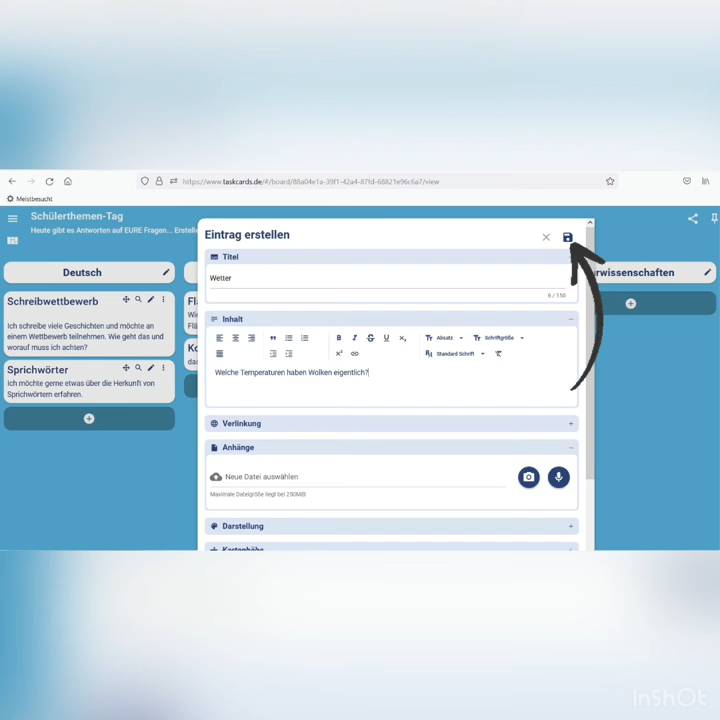 https://www.taskcards.de/#/board/88a04e1a-39f1-42a4-87fd-68821e96c6a7/view
Meistbesucht
Schülerthemen-Tag
Heute gibt es Antworten auf EURE Fragen... Erstelle
Deutsch
Schreibwettbewerb
Ich schreibe viele Geschichten und möchte an
einem Wettbewerb teilnehmen. Wie geht das und
worauf muss ich achten?
Sprichwörter
Ich möchte gerne etwas über die Herkunft von
Sprichwörtern erfahren.
Eintrag erstellen
Titel
Wetter
6 / 150
Inhalt
Absatz
Schriftgröße
Standard Schrift
Welche Temperaturen haben Wolken eigentlich?
Verlinkung
Anhänge
Neue Datei auswählen
Maximale Dateigröße liegt bei 250MiB
Darstellung
Kartenhöhe
rwissenschaften
InShOt